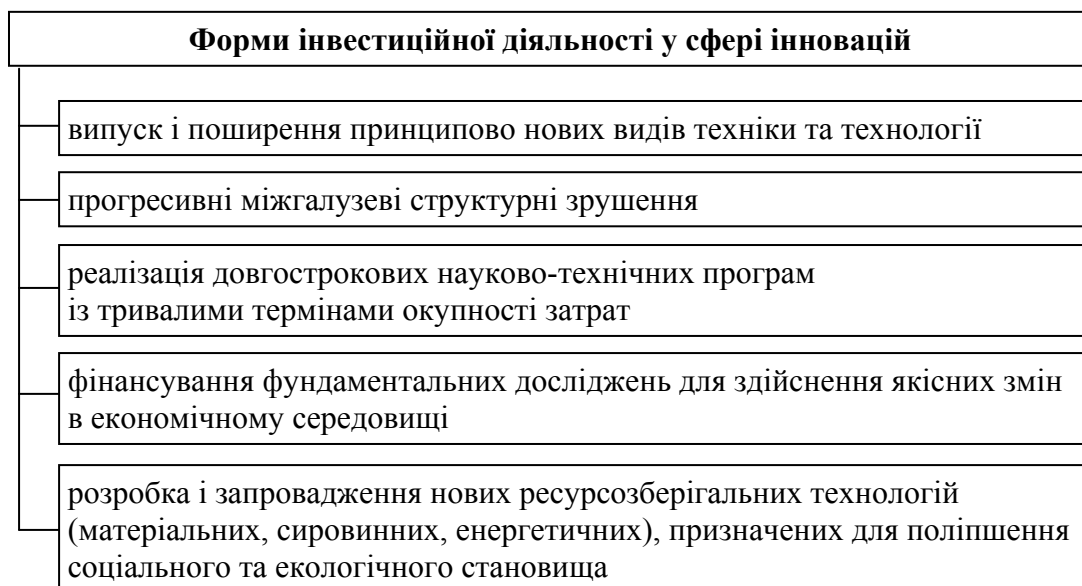 Форми інвестиційної діяльності у сфері інновацій
випуск і поширення принципово нових видів техніки та технології
прогресивні міжгалузеві структурні зрушення
реалізація довгострокових науково-технічних програм
із тривалими термінами окупності затрат
фінансування фундаментальних досліджень для здійснення якісних змін
в економічному середовищі
розробка і запровадження нових ресурсозберігальних технологій
(матеріальних, сировинних, енергетичних), призначених для поліпшення
соціального та екологічного становища